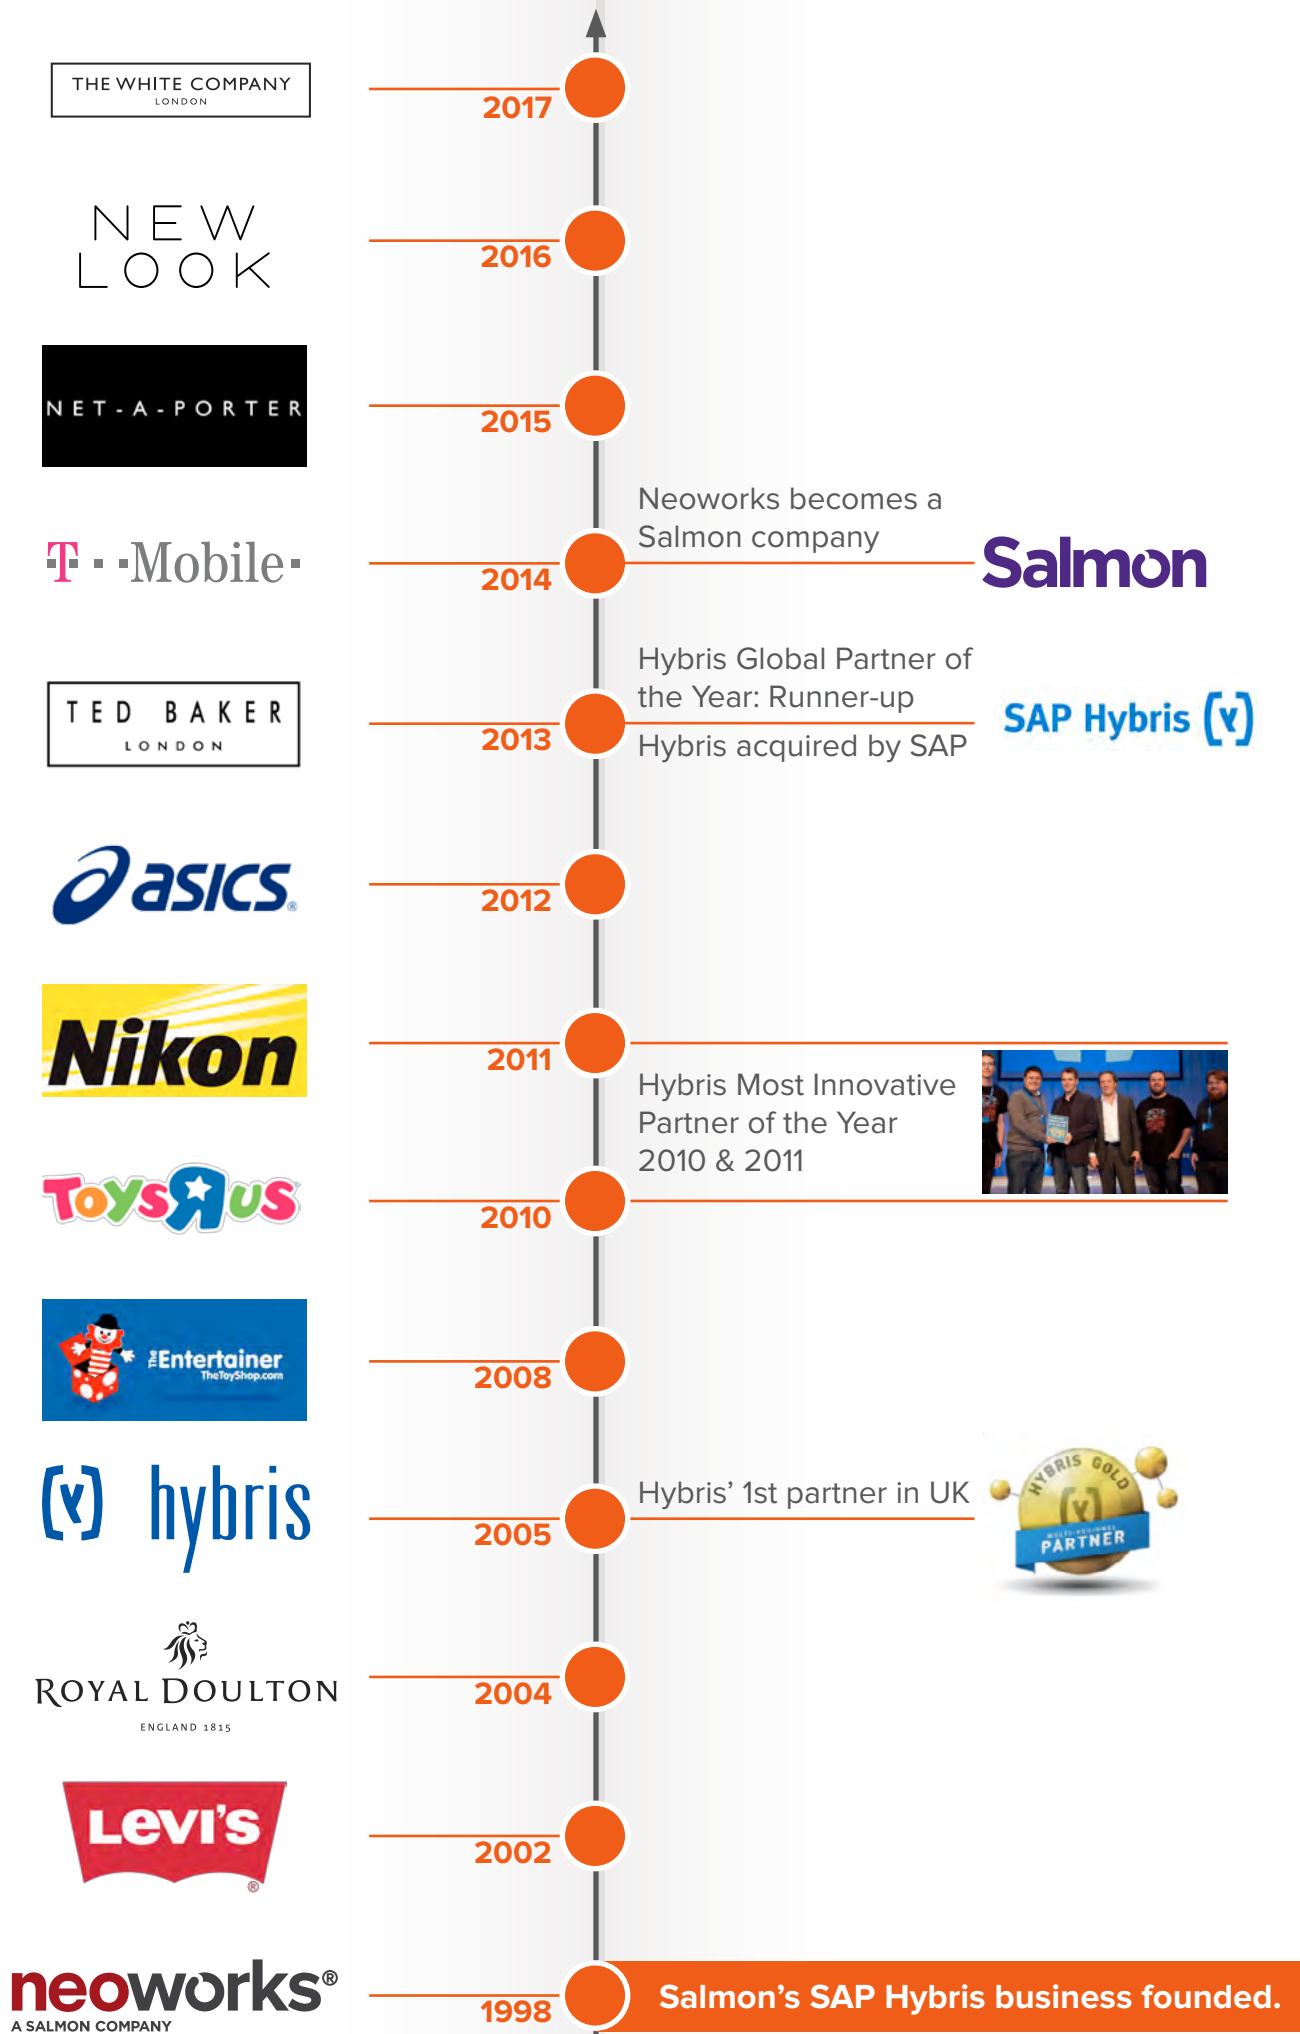 THE WHITE COMPANY
LONDON
2017
NEW
LOOK
2016
NET-A-PORTER
2015
Neoworks becomes a
Salmon company
T··Mobile·
2014
Salmon
Hybris Global Partner of
the Year: Runner-up
TED BAKER
LONDON
2013
Hybris acquired by SAP
SAP Hybris (y)
asics®
2012
Nikon
2011
Hybris Most Innovative
Partner of the Year
2010 & 2011
ToysЯus
2010
The Entertainer
TheToyShop.com
2008
(y) hybris
2005
Hybris’ 1st partner in UK
HYBRIS GOLD
(y)
MULTI-REGIONAL
PARTNER
ROYAL DOULTON
ENGLAND 1815
2004
LEVI'S
®
2002
neoworks®
A SALMON COMPANY
1998
Salmon’s SAP Hybris business founded.